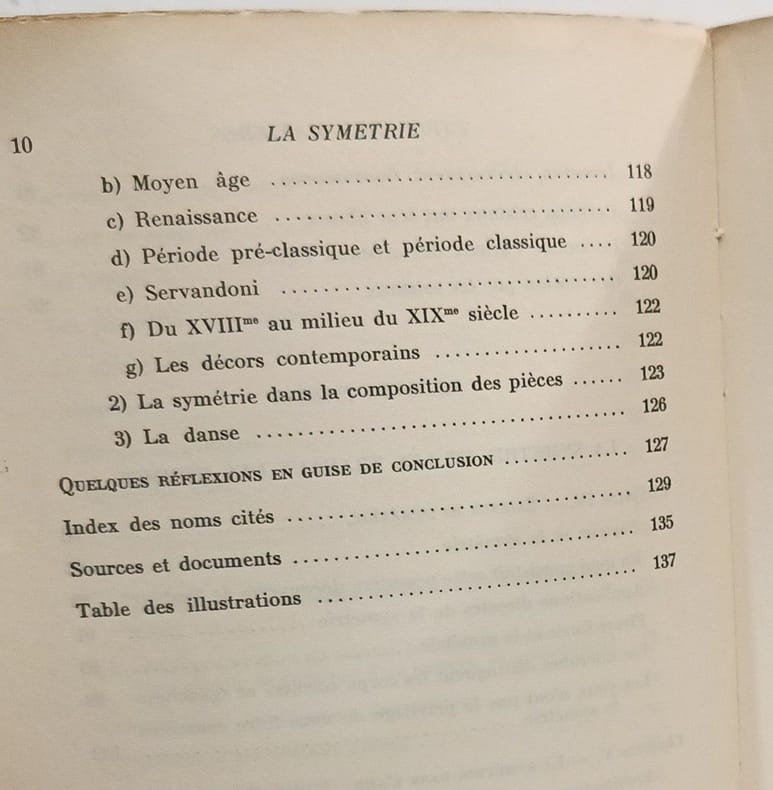 10
LA SYMETRIE
b) Moyen âge .................................. 118
c) Renaissance .................................. 119
d) Période pré-classique et période classique .... 120
e) Servandoni .................................. 120
f) Du XVIIIme au milieu du XIXme siècle .......... 122
g) Les décors contemporains .................... 122
2) La symétrie dans la composition des pièces ...... 123
3) La danse ...................................... 126
QUELQUES RÉFLEXIONS EN GUISE DE CONCLUSION .............. 127
Index des noms cités .................................... 129
Sources et documents .................................... 135
Table des illustrations ................................. 137